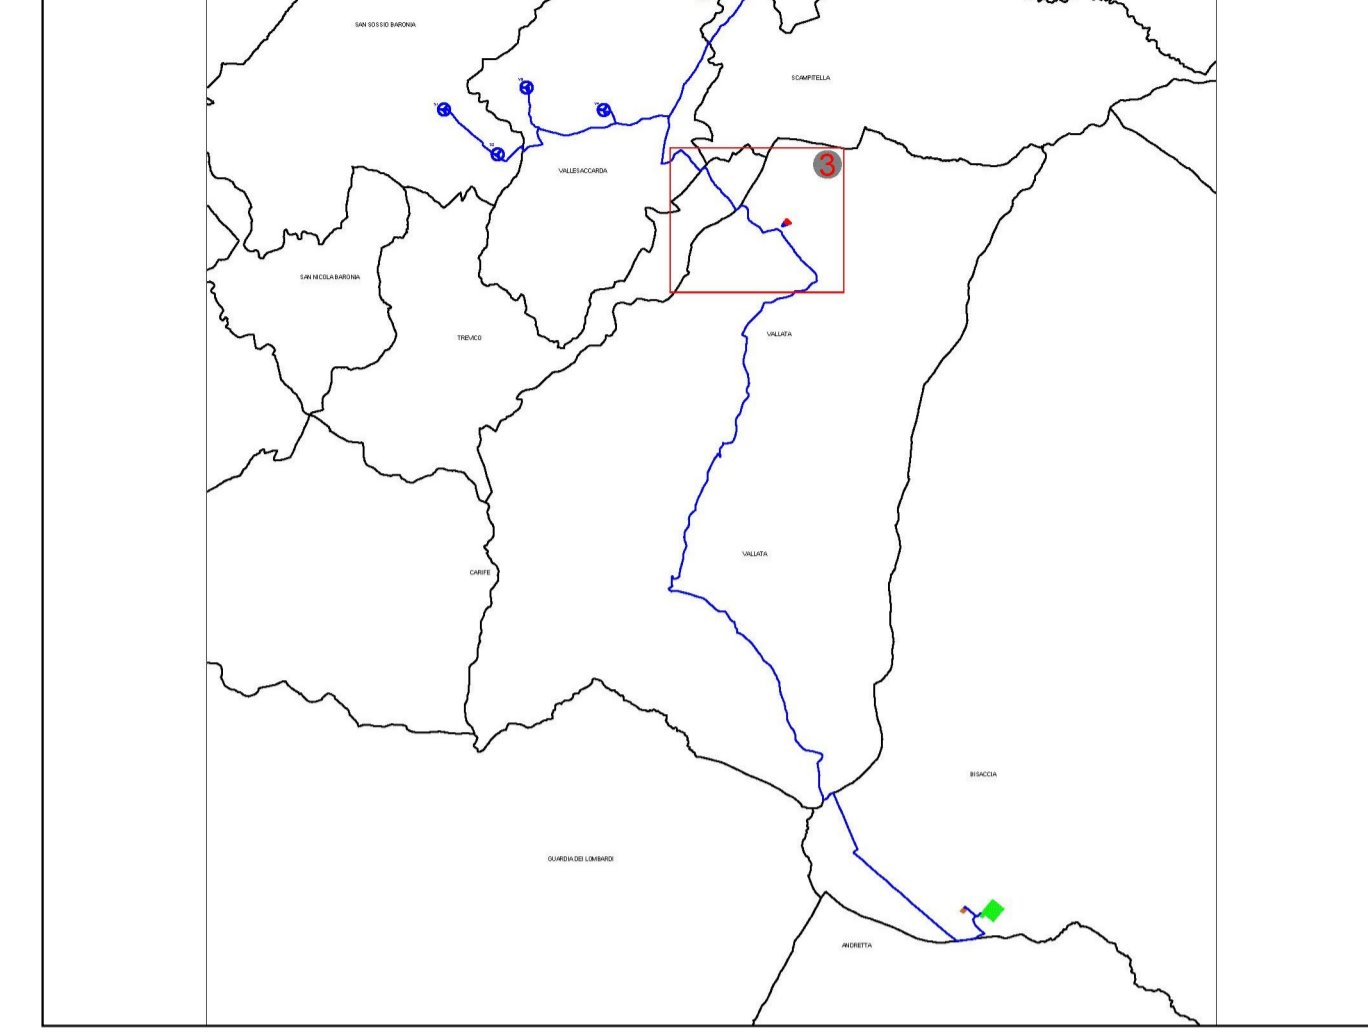 SAN SOSSIO BARONIA
SCAMPITELLA
VALLESACCARDA
3
SAN NICOLA BARONIA
TREVICO
VALLATA
VALLATA
CARIFE
BISACCIA
GUARDIA DEI LOMBARDI
ANDRETTA